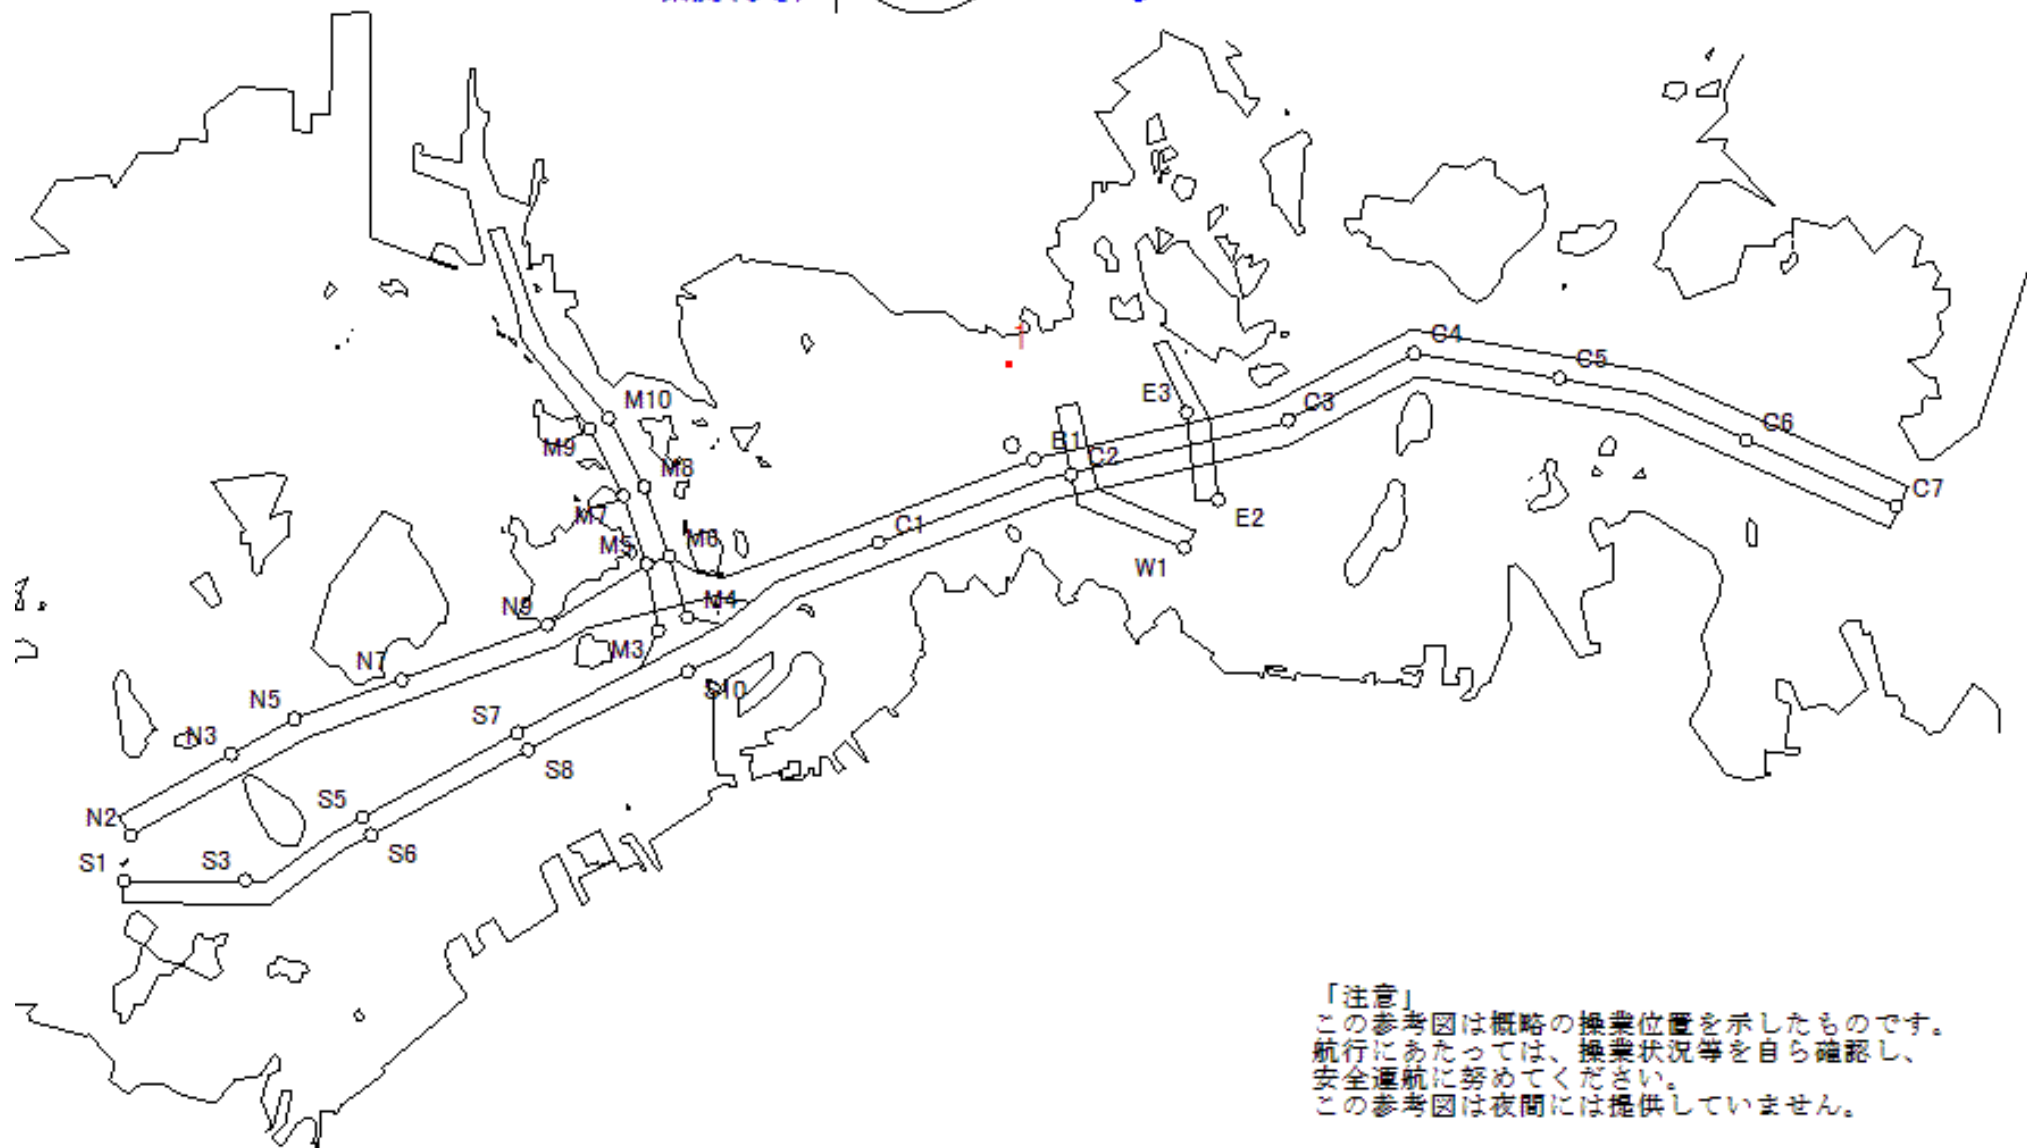 C4
C5
M10
E3
C3
C6
M9
B1
M8
C2
C7
M7
E2
C1
M6
M5
W1
N9
M4
M3
N7
S10
N5
S7
N3
S8
S5
N2
S6
S1
S3
「注意」
この参考図は概略の操業位置を示したものです。
航行にあたっては、操業状況等を自ら確認し、
安全運航に努めてください。
この参考図は夜間には提供していません。